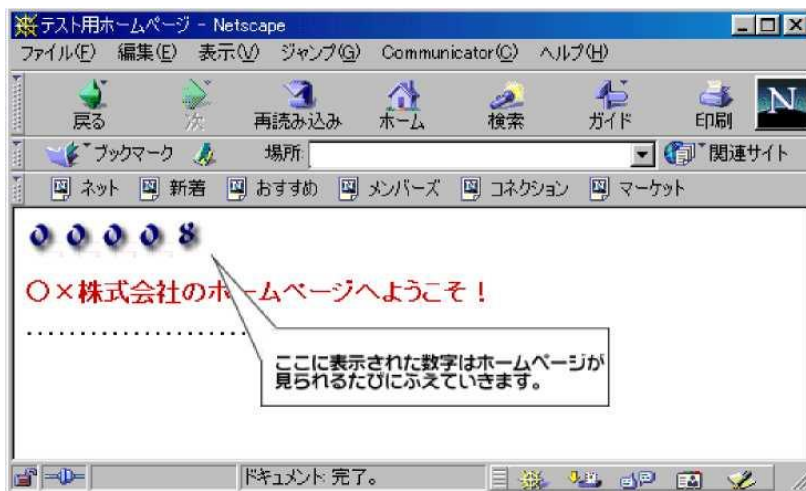 テスト用ホームページ - Netscape
ファイル(F) 編集(E) 表示(V) ジャンプ(G) Communicator(C) ヘルプ(H)
戻る 次 再読み込み ホーム 検索 ガイド 印刷 N
ブックマーク 場所: 関連サイト
ネット 新着 おすすめ メンバーズ コネクション マーケット
00008
○×株式会社のホームページへようこそ！
......................
ここに表示された数字はホームページが
見られるたびにふえていきます。
ドキュメント: 完了。